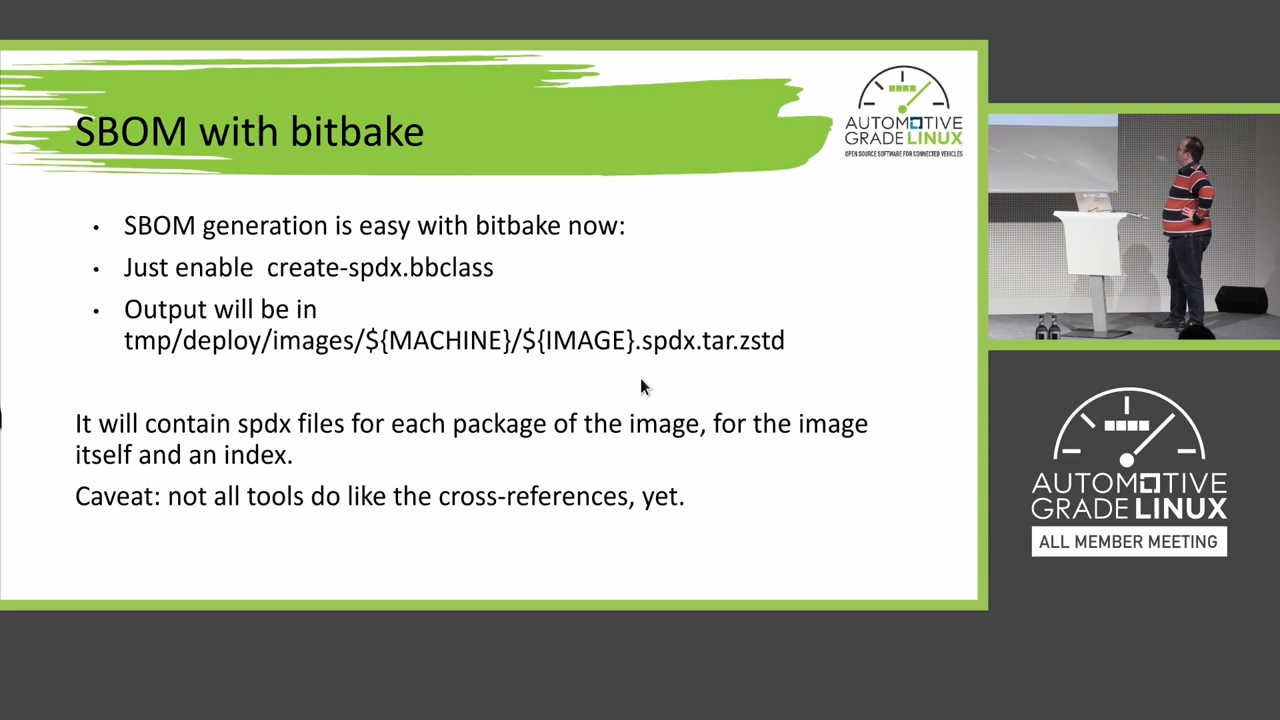 SBOM with bitbake
AUTOMOTIVE
GRADE LINUX
OPEN SOURCE SOFTWARE FOR CONNECTED VEHICLES
• SBOM generation is easy with bitbake now:
• Just enable  create-spdx.bbclass
• Output will be in
tmp/deploy/images/${MACHINE}/${IMAGE}.spdx.tar.zstd
It will contain spdx files for each package of the image, for the image
itself and an index.
Caveat: not all tools do like the cross-references, yet.
AUTOMOTIVE
GRADE LINUX
ALL MEMBER MEETING